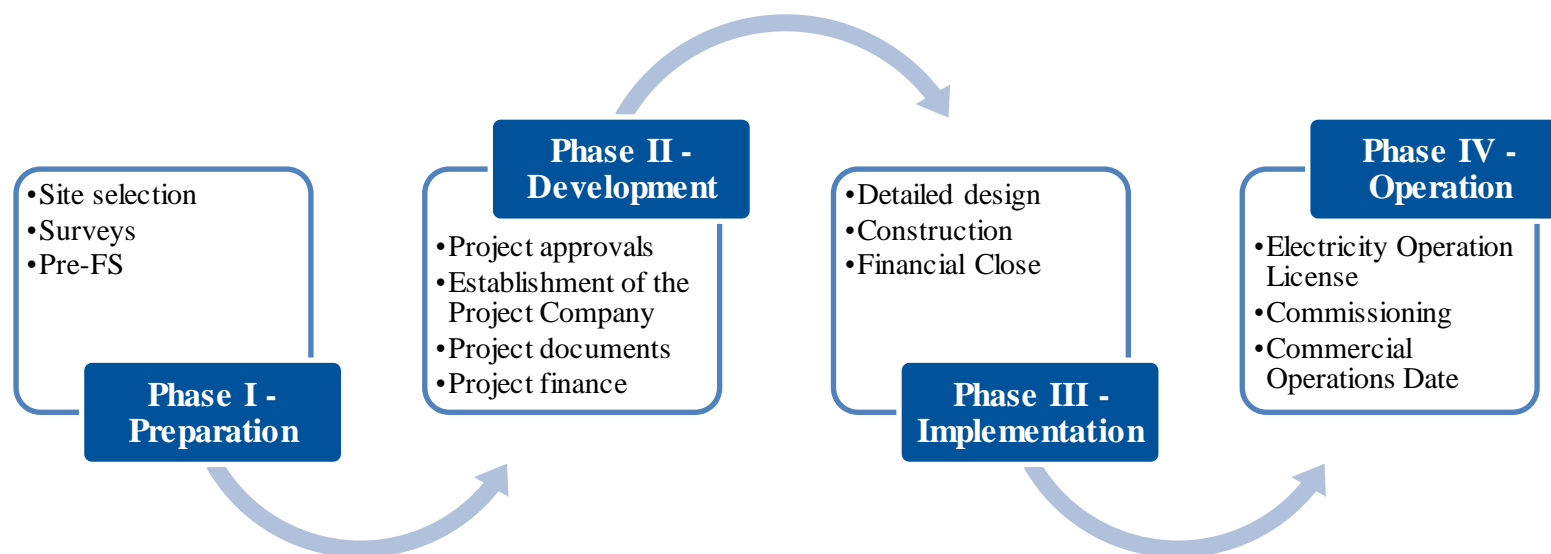 •Site selection
•Surveys
•Pre-FS
Phase I -
Preparation
Phase II -
Development
•Project approvals
•Establishment of the
Project Company
•Project documents
•Project finance
•Detailed design
•Construction
•Financial Close
Phase III -
Implementation
Phase IV -
Operation
•Electricity Operation
License
•Commissioning
•Commercial
Operations Date